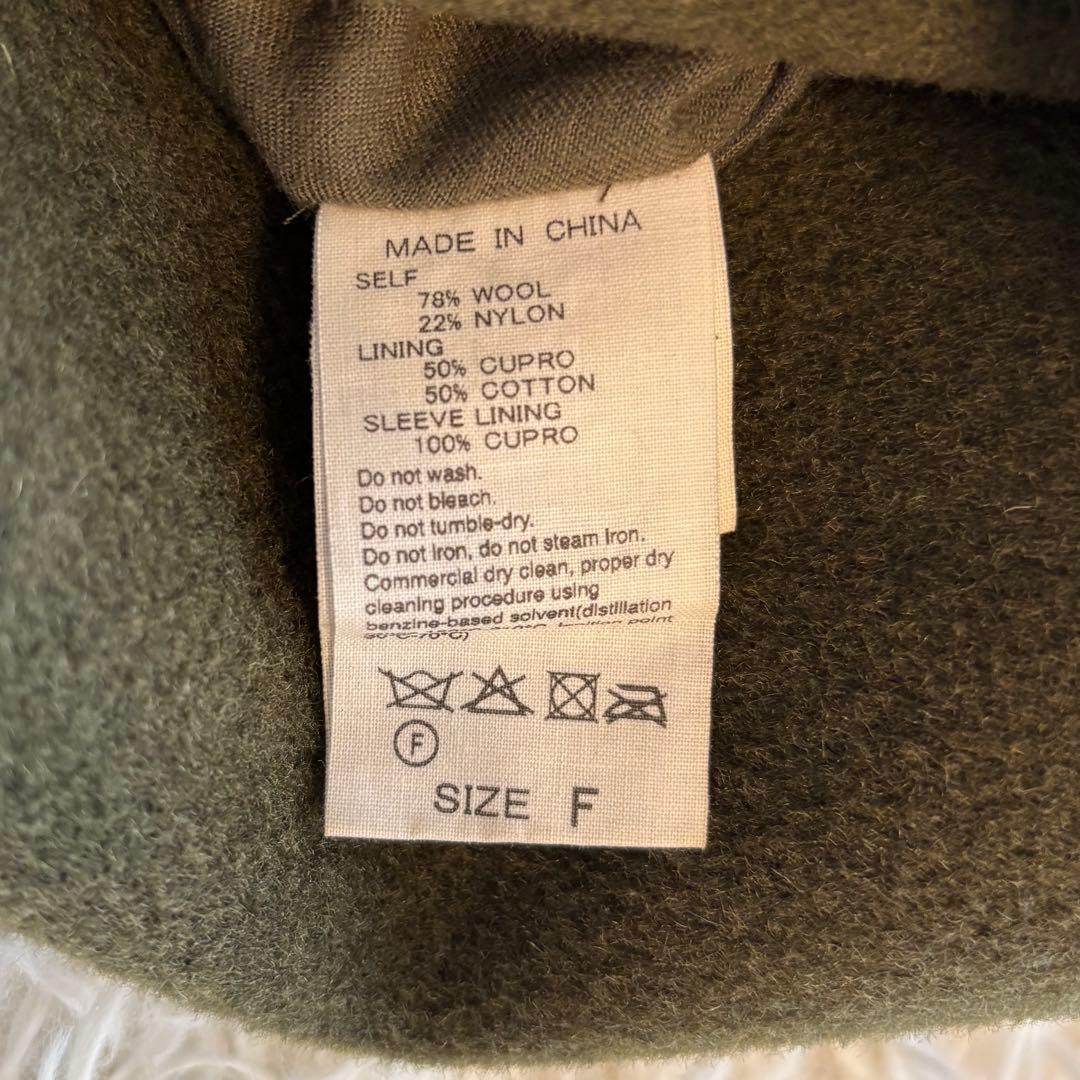 MADE IN CHINA
SELF
78% WOOL
22% NYLON
LINING
50% CUPRO
50% COTTON
SLEEVE LINING
100% CUPRO
Do not wash.
Do not bleach.
Do not tumble-dry.
Do not iron, do not steam iron.
Commercial dry clean, proper dry
cleaning procedure using
benzine-based solvent(distillation
point
F
SIZE F